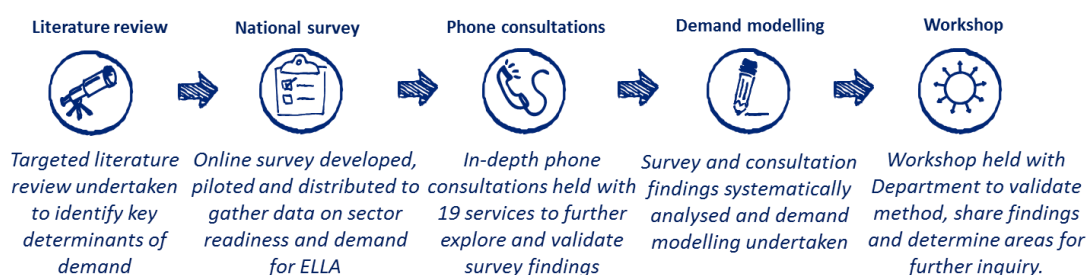 Literature review
National survey
Phone consultations
Demand modelling
Workshop
Targeted literature
review undertaken
to identify key
determinants of
demand
Online survey developed,
piloted and distributed to
gather data on sector
readiness and demand
for ELLA
In-depth phone
consultations held with
19 services to further
explore and validate
survey findings
Survey and consultation
findings systematically
analysed and demand
modelling undertaken
Workshop held with
Department to validate
method, share findings
and determine areas for
further inquiry.